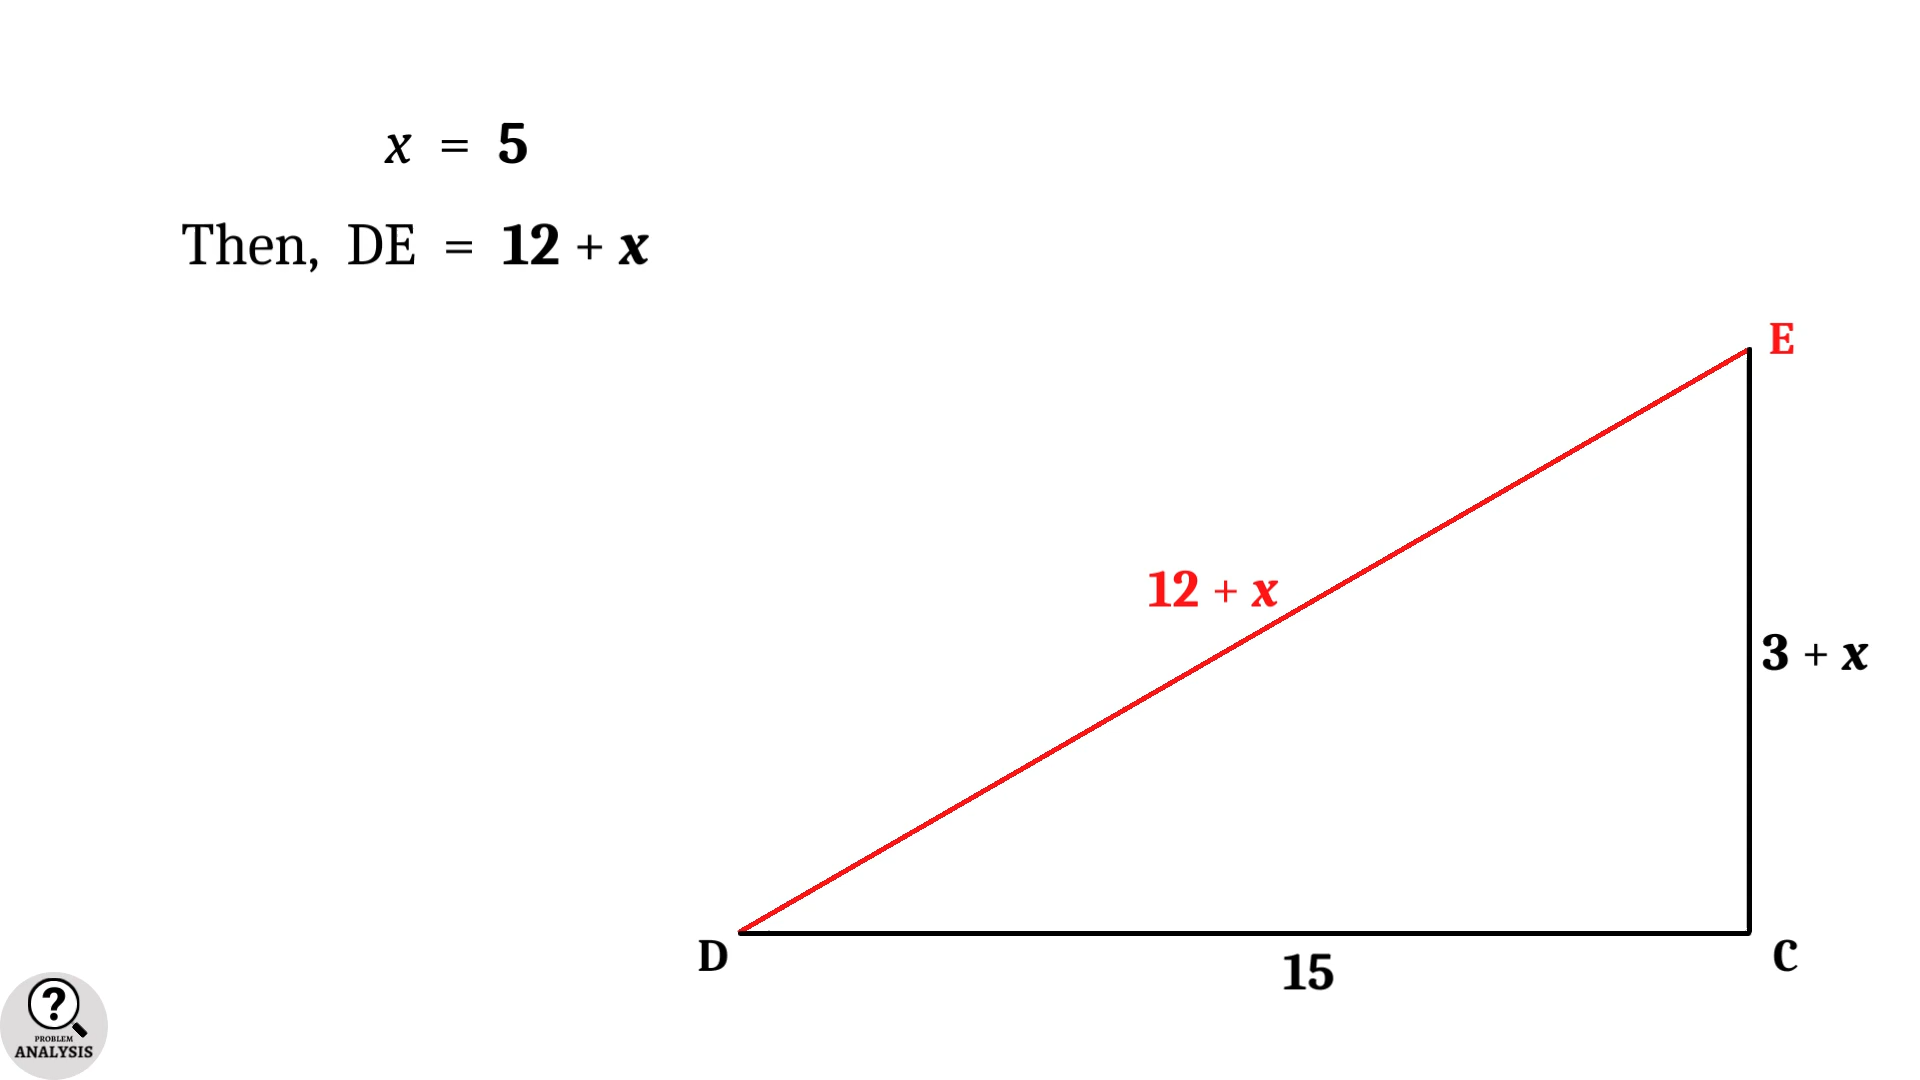 x = 5
Then, DE = 12 + x
E
12 + x
3 + x
D
C
15
?
PROBLEM
ANALYSIS